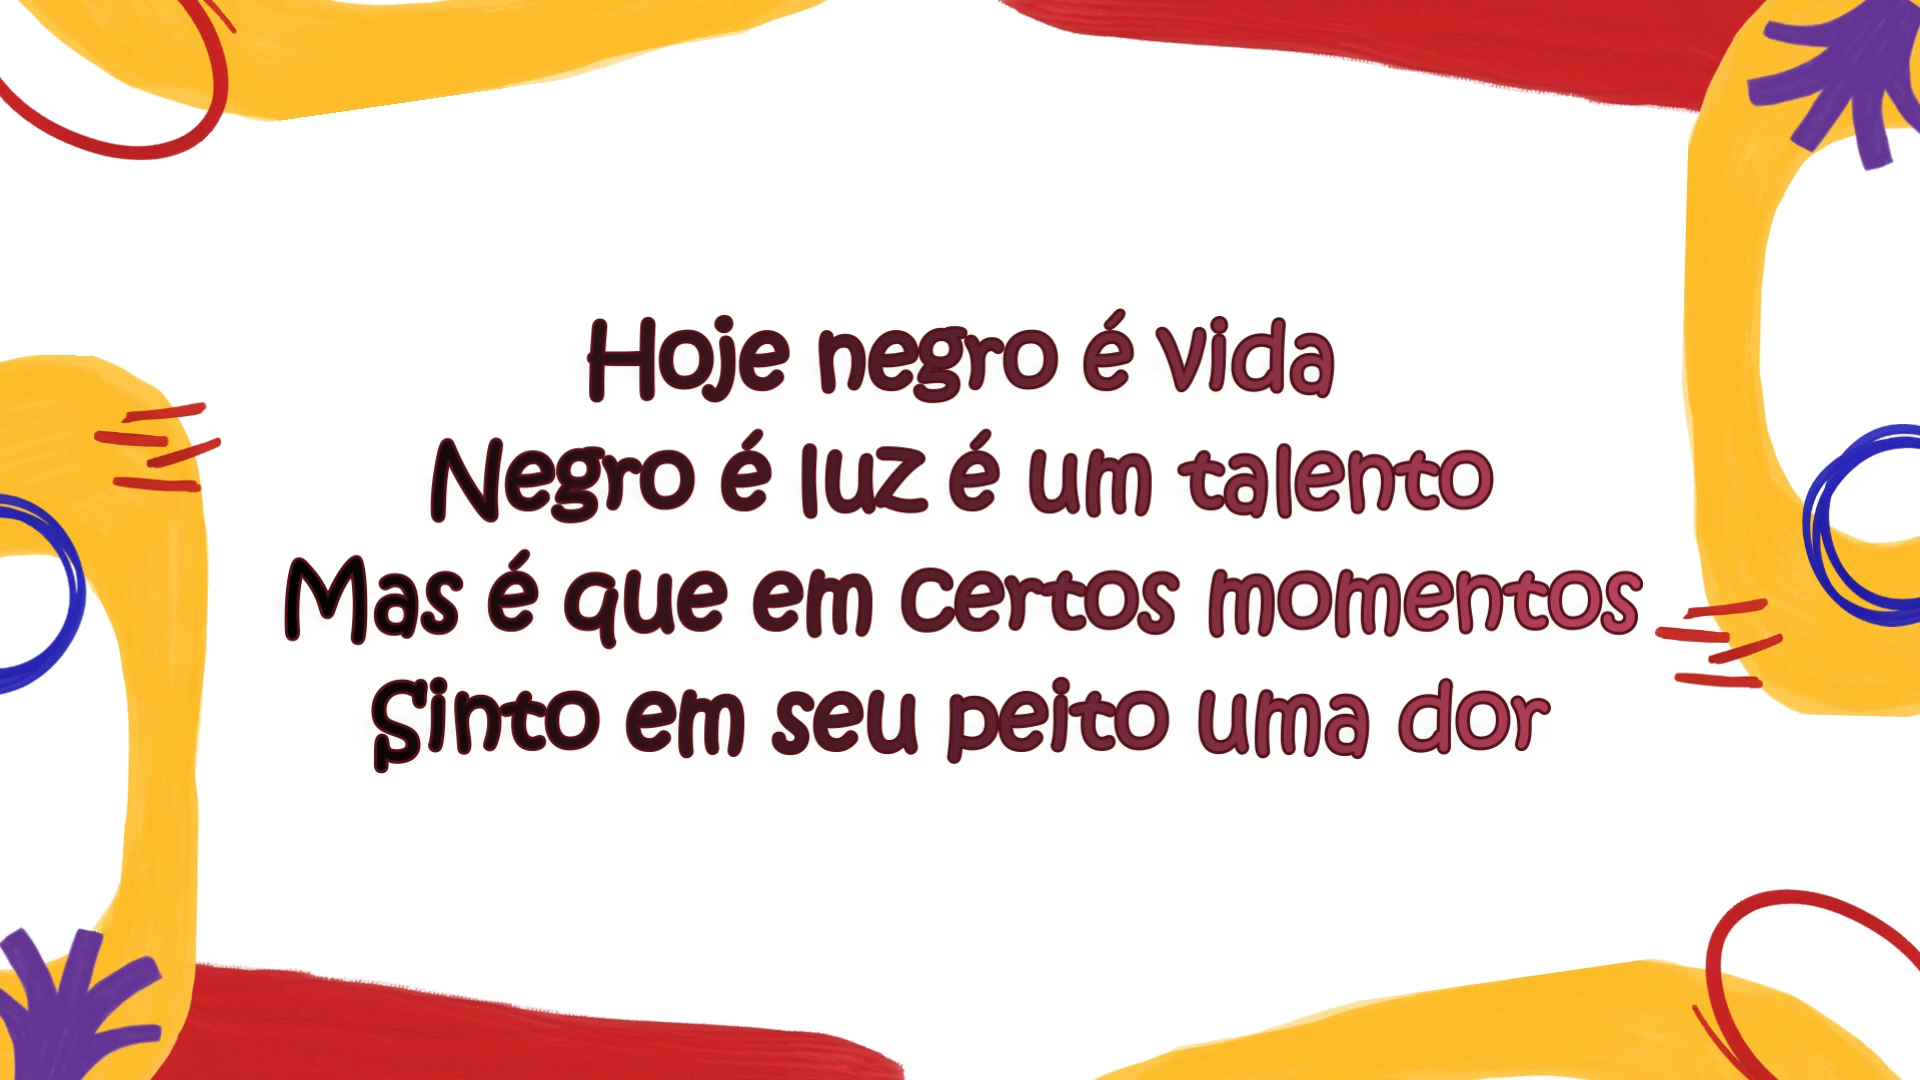 Hoje negro é vida
Negro é luz é um talento
Mas é que em certos momentos
Sinto em seu peito uma dor